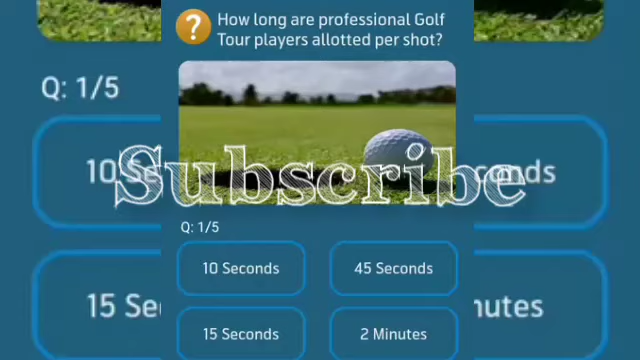 ?
How long are professional Golf
Tour players allotted per shot?
Q: 1/5
Subscribe
Q: 1/5
10 Seconds
45 Seconds
15 Seconds
2 Minutes